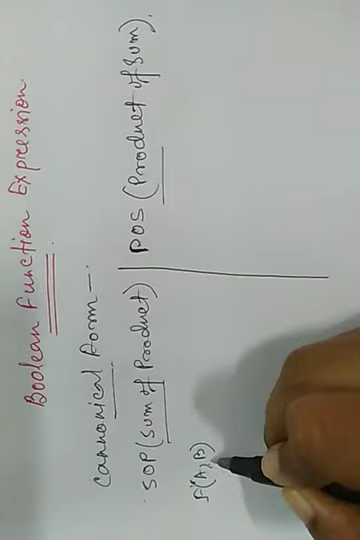 Boolean Function Expression.
Cannonical Form -.
SOP (Sum of Product) POS (Product of Sum).
F(A,B)